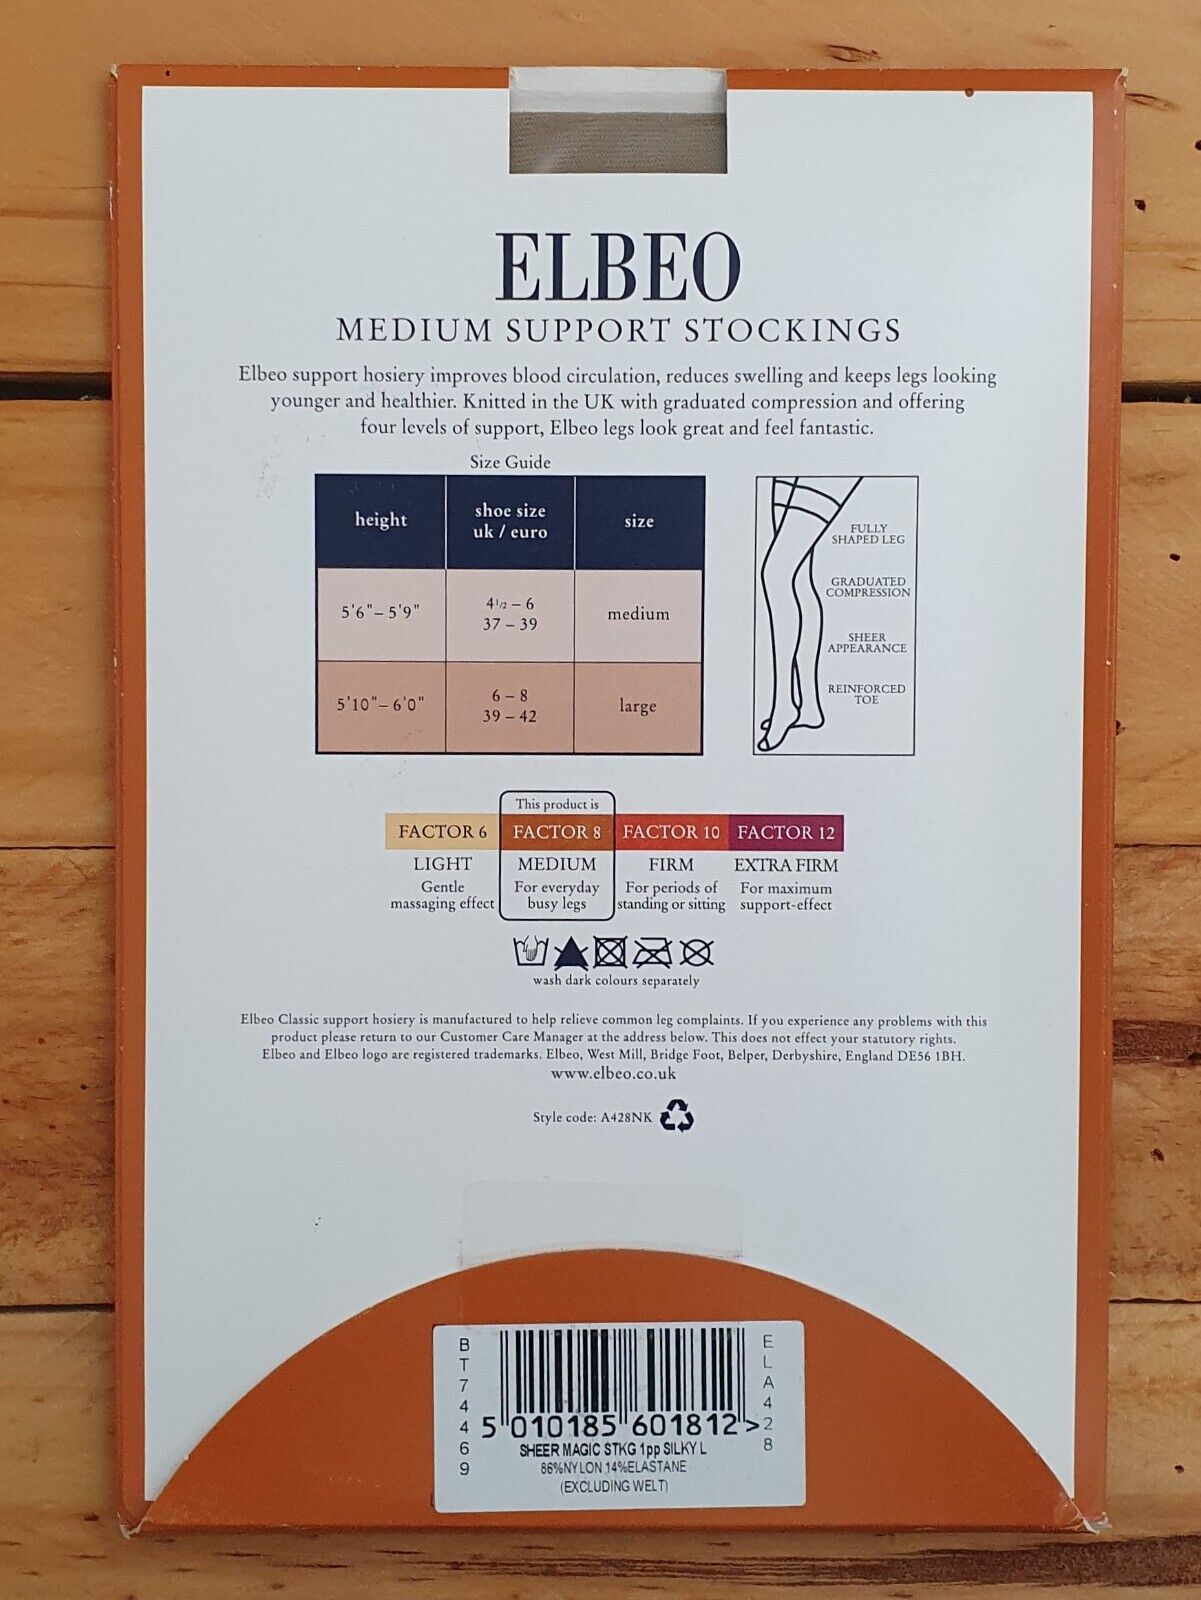 ELBEO
MEDIUM SUPPORT STOCKINGS
Elbeo support hosiery improves blood circulation, reduces swelling and keeps legs looking
younger and healthier. Knitted in the UK with graduated compression and offering
four levels of support, Elbeo legs look great and feel fantastic.
Size Guide
height
shoe size
uk / euro
size
5'6"– 5'9"
4 1/2 – 6
37 – 39
medium
5'10"– 6'0"
6 – 8
39 – 42
large
FULLY
SHAPED LEG
GRADUATED
COMPRESSION
SHEER
APPEARANCE
REINFORCED
TOE
This product is
FACTOR 6
FACTOR 8
FACTOR 10
FACTOR 12
LIGHT
MEDIUM
FIRM
EXTRA FIRM
Gentle
massaging effect
For everyday
busy legs
For periods of
standing or sitting
For maximum
support-effect
wash dark colours separately
Elbeo Classic support hosiery is manufactured to help relieve common leg complaints. If you experience any problems with this
product please return to our Customer Care Manager at the address below. This does not effect your statutory rights.
Elbeo and Elbeo logo are registered trademarks. Elbeo, West Mill, Bridge Foot, Belper, Derbyshire, England DE56 1BH.
www.elbeo.co.uk
Style code: A428NK
BT74469
ELA428
5 010185 601812 >
SHEER MAGIC STKG 1pp SILKY L
86%NYLON 14%ELASTANE
(EXCLUDING WELT)